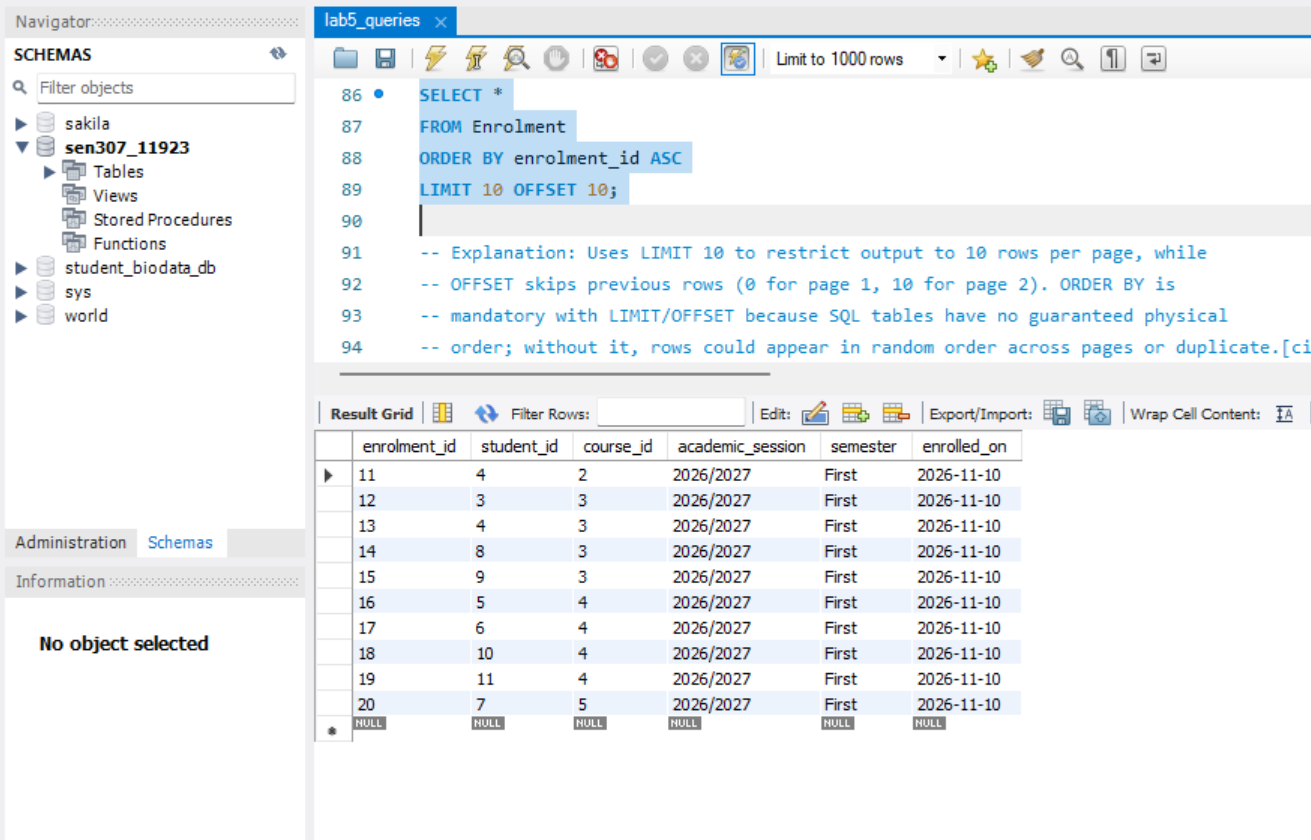 Navigator
SCHEMAS
Filter objects
sakila
sen307_11923
Tables
Views
Stored Procedures
Functions
student_biodata_db
sys
world
Administration Schemas
Information
No object selected
lab5_queries
Limit to 1000 rows
86 SELECT *
87 FROM Enrolment
88 ORDER BY enrolment_id ASC
89 LIMIT 10 OFFSET 10;
90
91 -- Explanation: Uses LIMIT 10 to restrict output to 10 rows per page, while
92 -- OFFSET skips previous rows (0 for page 1, 10 for page 2). ORDER BY is
93 -- mandatory with LIMIT/OFFSET because SQL tables have no guaranteed physical
94 -- order; without it, rows could appear in random order across pages or duplicate.[ci
Result Grid Filter Rows: Edit: Export/Import: Wrap Cell Content: IA
enrolment_id student_id course_id academic_session semester enrolled_on
11 4 2 2026/2027 First 2026-11-10
12 3 3 2026/2027 First 2026-11-10
13 4 3 2026/2027 First 2026-11-10
14 8 3 2026/2027 First 2026-11-10
15 9 3 2026/2027 First 2026-11-10
16 5 4 2026/2027 First 2026-11-10
17 6 4 2026/2027 First 2026-11-10
18 10 4 2026/2027 First 2026-11-10
19 11 4 2026/2027 First 2026-11-10
20 7 5 2026/2027 First 2026-11-10
NULL NULL NULL NULL NULL NULL